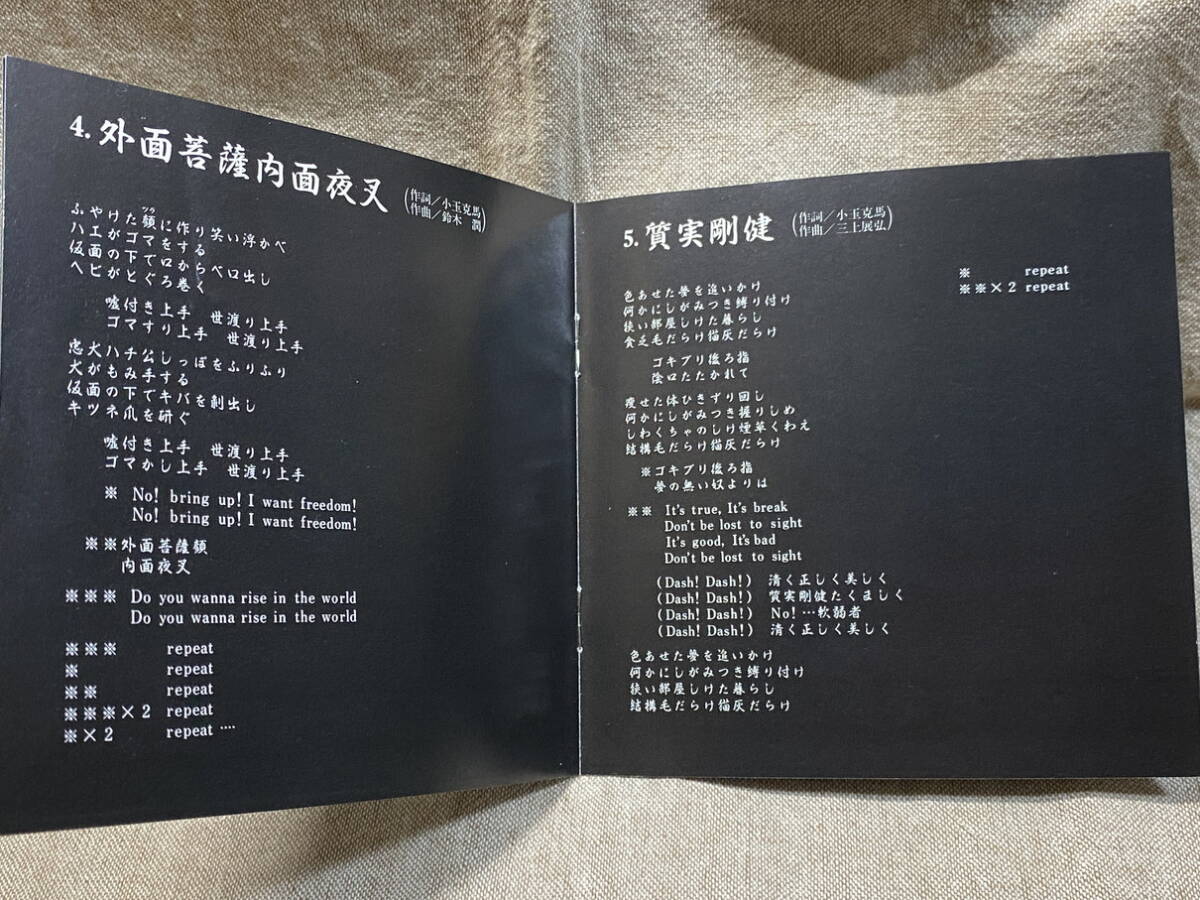 4. 外面菩薩内面夜叉 (作詞/小玉克馬
作曲/鈴木 潤)
ツラ
ふやけた顔に作り笑い浮かべ
ハエがゴマをする
仮面の下で口からベロ出し
ヘビがとぐろ巻く
嘘付き上手 世渡り上手
ゴマすり上手 世渡り上手
忠犬ハチ公しっぽをふりふり
犬がもみ手する
仮面の下でキバを剥出し
キツネ爪を研ぐ
嘘付き上手 世渡り上手
ゴマかし上手 世渡り上手
※ No! bring up! I want freedom!
No! bring up! I want freedom!
※※外面菩薩顔
内面夜叉
※※※ Do you wanna rise in the world
Do you wanna rise in the world
※※※ repeat
※ repeat
※※ repeat
※※※×2 repeat
※×2 repeat ‥‥
5. 質実剛健 (作詞/小玉克馬
作曲/三上展弘)
色あせた夢を追いかけ
何かにしがみつき縛り付け
狭い部屋しけた暮らし
貧乏毛だらけ猫灰だらけ
ゴキブリ後ろ指
陰口たたかれて
痩せた体ひきずり回し
何かにしがみつき握りしめ
しわくちゃのしけ煙草くわえ
結構毛だらけ猫灰だらけ
※ゴキブリ後ろ指
夢の無い奴よりは
※※ It's true, It's break
Don't be lost to sight
It's good, It's bad
Don't be lost to sight
(Dash! Dash!) 清く正しく美しく
(Dash! Dash!) 質実剛健たくましく
(Dash! Dash!) No! …軟弱者
(Dash! Dash!) 清く正しく美しく
色あせた夢を追いかけ
何かにしがみつき縛り付け
狭い部屋しけた暮らし
結構毛だらけ猫灰だらけ
※ repeat
※※×2 repeat